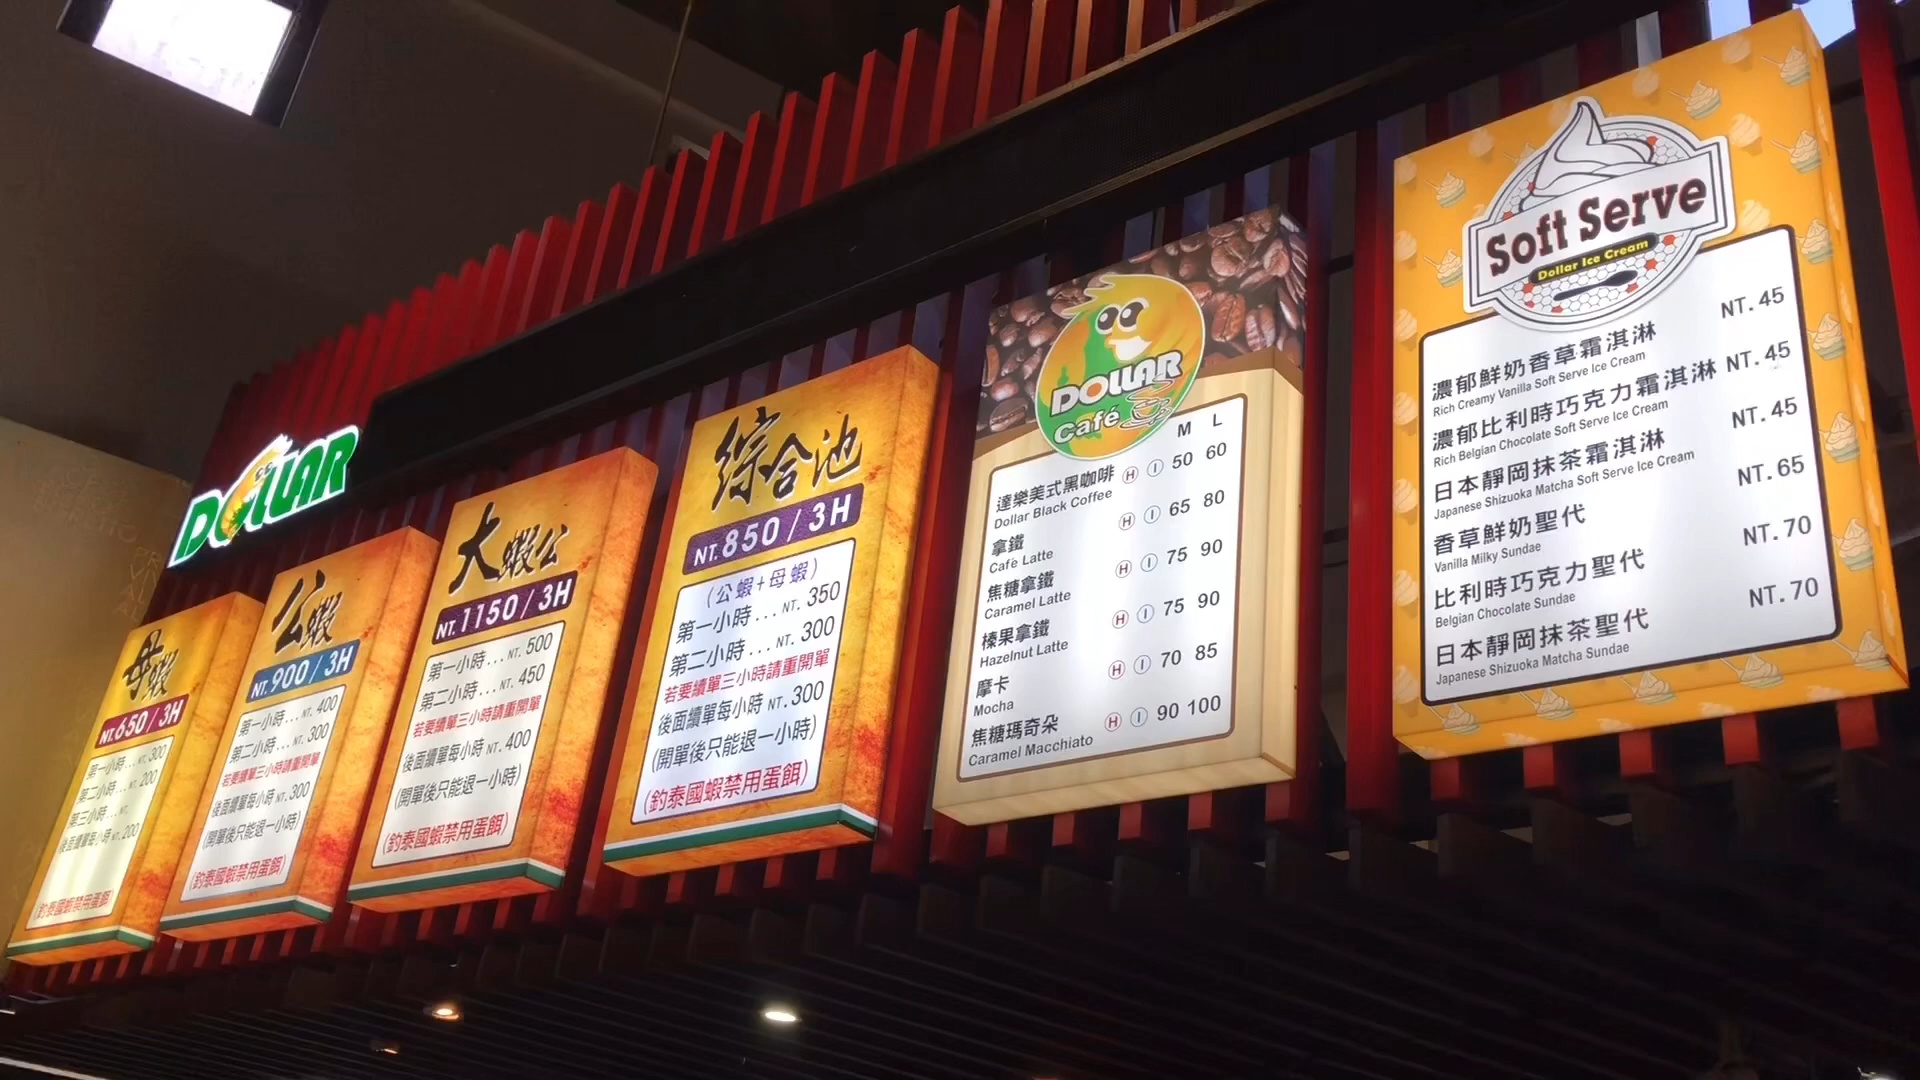 DOLLAR
母蝦
NT.650/3H
第一小時... NT. 300
第二小時... NT. 200
第三小時... NT.
後面續單每小時 NT. 200
(釣泰國蝦禁用蛋餌)
公蝦
NT.900/3H
第一小時... NT. 400
第二小時... NT. 300
若要續單三小時請重開單
後面續單每小時 NT. 300
(開單後只能退一小時)
(釣泰國蝦禁用蛋餌)
大蝦公
NT.1150/3H
第一小時... NT. 500
第二小時... NT. 450
若要續單三小時請重開單
後面續單每小時 NT. 400
(開單後只能退一小時)
(釣泰國蝦禁用蛋餌)
綜合池
NT.850/3H
(公蝦+母蝦)
第一小時... NT. 350
第二小時... NT. 300
若要續單三小時請重開單
後面續單每小時 NT. 300
(開單後只能退一小時)
(釣泰國蝦禁用蛋餌)
DOLLAR
Café
M L
達樂美式黑咖啡 H I 50 60
Dollar Black Coffee
拿鐵 H I 65 80
Cafe Latte
焦糖拿鐵 H I 75 90
Caramel Latte
榛果拿鐵 H I 75 90
Hazelnut Latte
摩卡 H I 70 85
Mocha
焦糖瑪奇朵 H I 90 100
Caramel Macchiato
Soft Serve
Dollar Ice Cream
濃郁鮮奶香草霜淇淋 NT. 45
Rich Creamy Vanilla Soft Serve Ice Cream
濃郁比利時巧克力霜淇淋 NT. 45
Rich Belgian Chocolate Soft Serve Ice Cream
日本靜岡抹茶霜淇淋 NT. 45
Japanese Shizuoka Matcha Soft Serve Ice Cream
香草鮮奶聖代 NT. 65
Vanilla Milky Sundae
比利時巧克力聖代 NT. 70
Belgian Chocolate Sundae
日本靜岡抹茶聖代 NT. 70
Japanese Shizuoka Matcha Sundae